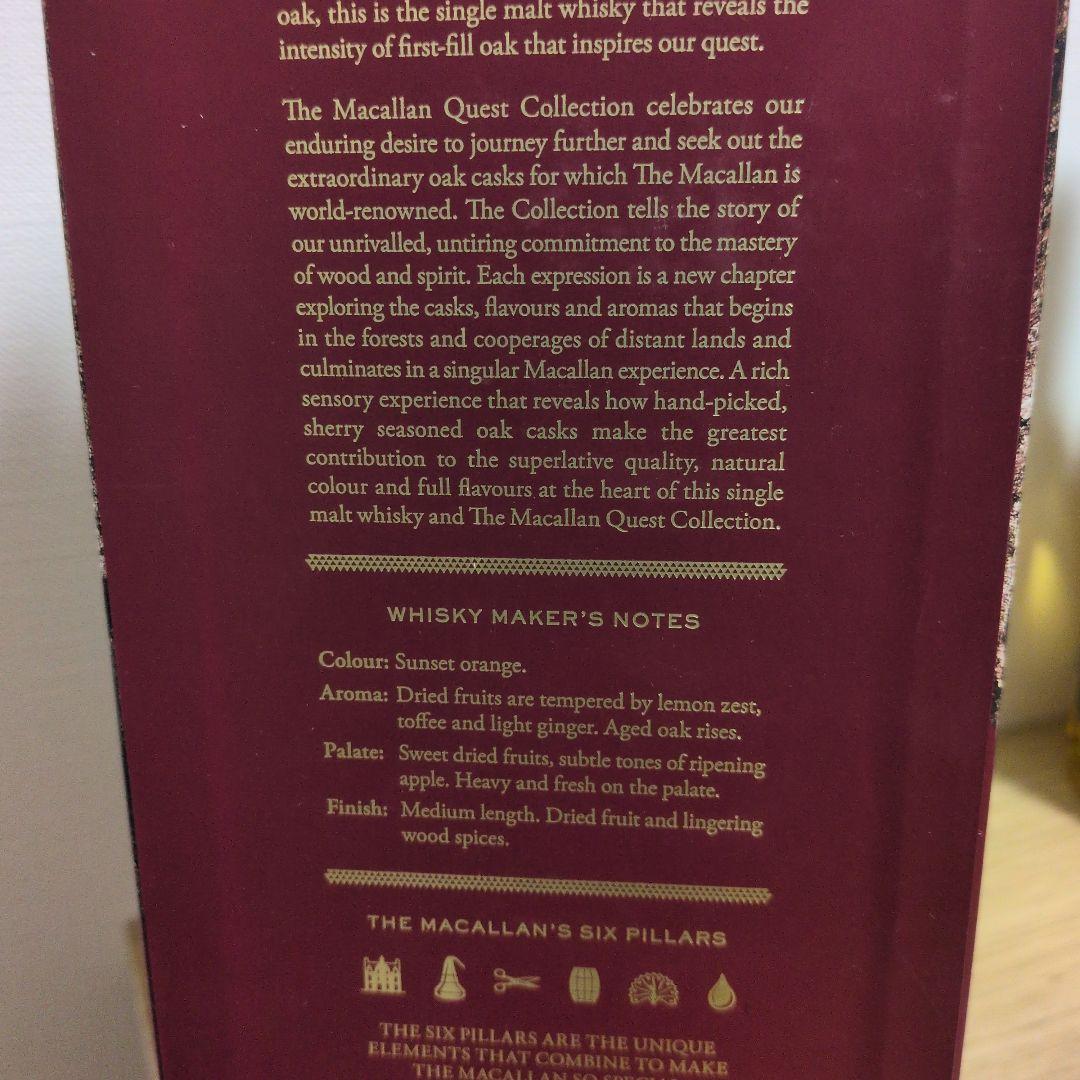 oak, this is the single malt whisky that reveals the
intensity of first-fill oak that inspires our quest.
The Macallan Quest Collection celebrates our
enduring desire to journey further and seek out the
extraordinary oak casks for which The Macallan is
world-renowned. The Collection tells the story of
our unrivalled, untiring commitment to the mastery
of wood and spirit. Each expression is a new chapter
exploring the casks, flavours and aromas that begins
in the forests and cooperages of distant lands and
culminates in a singular Macallan experience. A rich
sensory experience that reveals how hand-picked,
sherry seasoned oak casks make the greatest
contribution to the superlative quality, natural
colour and full flavours at the heart of this single
malt whisky and The Macallan Quest Collection.
WHISKY MAKER'S NOTES
Colour: Sunset orange.
Aroma: Dried fruits are tempered by lemon zest,
toffee and light ginger. Aged oak rises.
Palate: Sweet dried fruits, subtle tones of ripening
apple. Heavy and fresh on the palate.
Finish: Medium length. Dried fruit and lingering
wood spices.
THE MACALLAN'S SIX PILLARS
THE SIX PILLARS ARE THE UNIQUE
ELEMENTS THAT COMBINE TO MAKE
THE MACALLAN SO